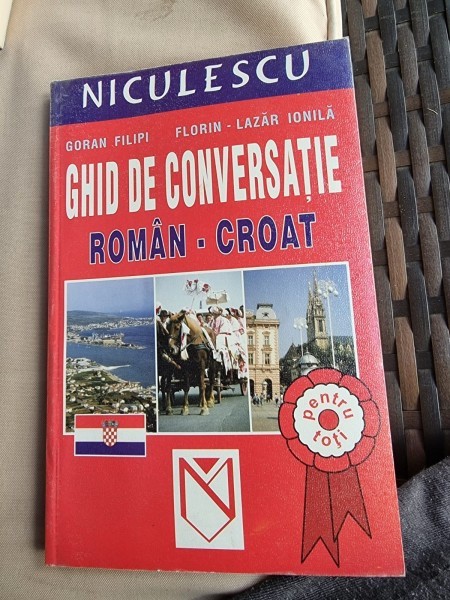 NICULESCU
GORAN FILIPI FLORIN - LAZĂR IONILĂ
GHID DE CONVERSAȚIE
ROMÂN - CROAT
pentru
toți